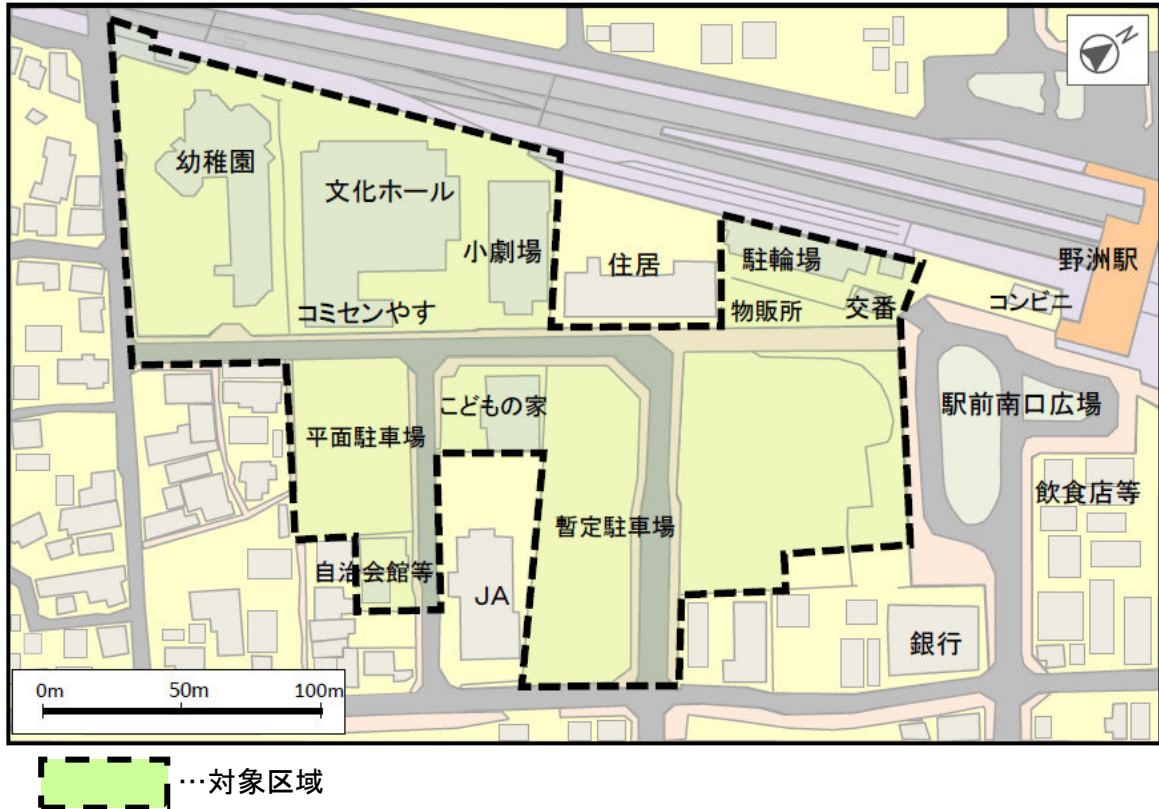 N
幼稚園
文化ホール
小劇場
住居
駐輪場
野洲駅
コミセンやす
物販所
交番
コンビニ
こどもの家
駅前南口広場
平面駐車場
飲食店等
暫定駐車場
自治会館等
JA
銀行
0m 50m 100m
…対象区域